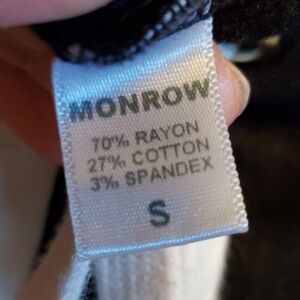 MONROW
70% RAYON
27% COTTON
3% SPANDEX
S